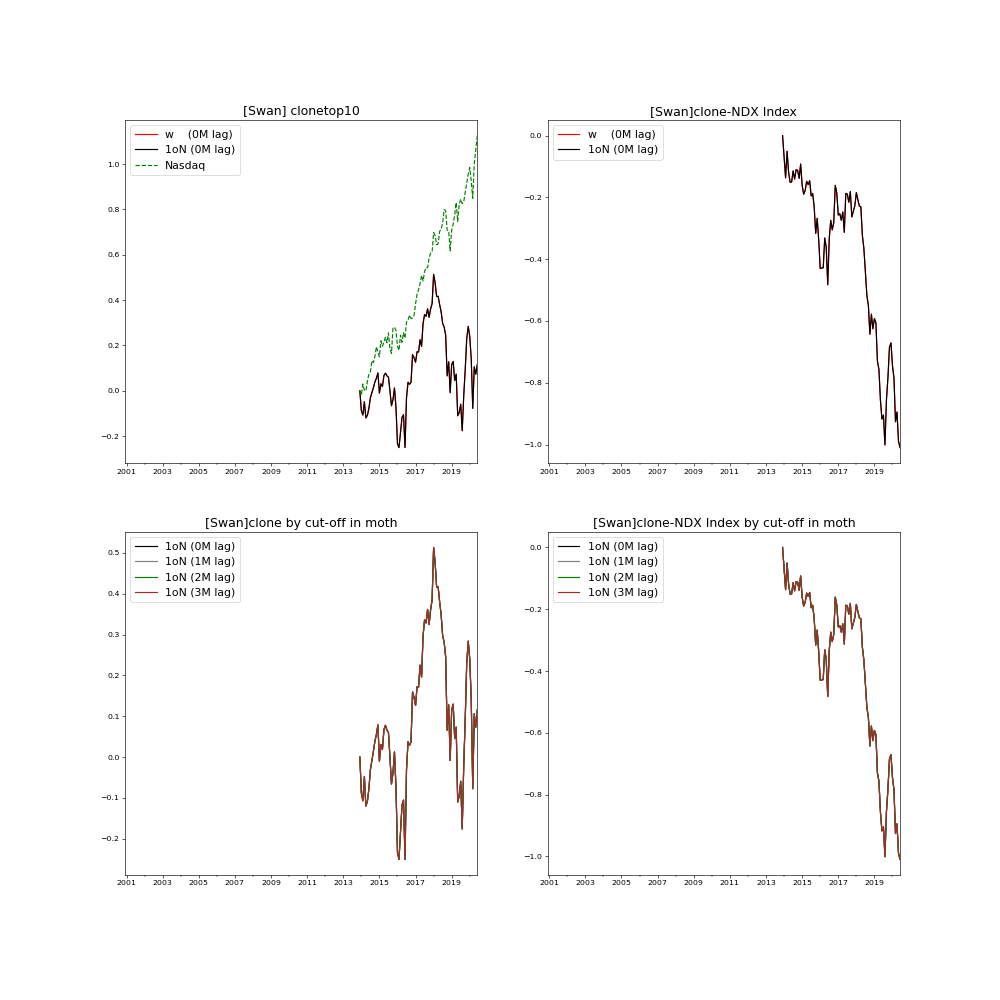 [Swan] clonetop10
w    (0M lag)
1oN (0M lag)
Nasdaq
1.0
0.8
0.6
0.4
0.2
0.0
−0.2
2001 2003 2005 2007 2009 2011 2013 2015 2017 2019
[Swan]clone-NDX Index
w    (0M lag)
1oN (0M lag)
0.0
−0.2
−0.4
−0.6
−0.8
−1.0
2001 2003 2005 2007 2009 2011 2013 2015 2017 2019
[Swan]clone by cut-off in moth
1oN (0M lag)
1oN (1M lag)
1oN (2M lag)
1oN (3M lag)
0.5
0.4
0.3
0.2
0.1
0.0
−0.1
−0.2
2001 2003 2005 2007 2009 2011 2013 2015 2017 2019
[Swan]clone-NDX Index by cut-off in moth
1oN (0M lag)
1oN (1M lag)
1oN (2M lag)
1oN (3M lag)
0.0
−0.2
−0.4
−0.6
−0.8
−1.0
2001 2003 2005 2007 2009 2011 2013 2015 2017 2019